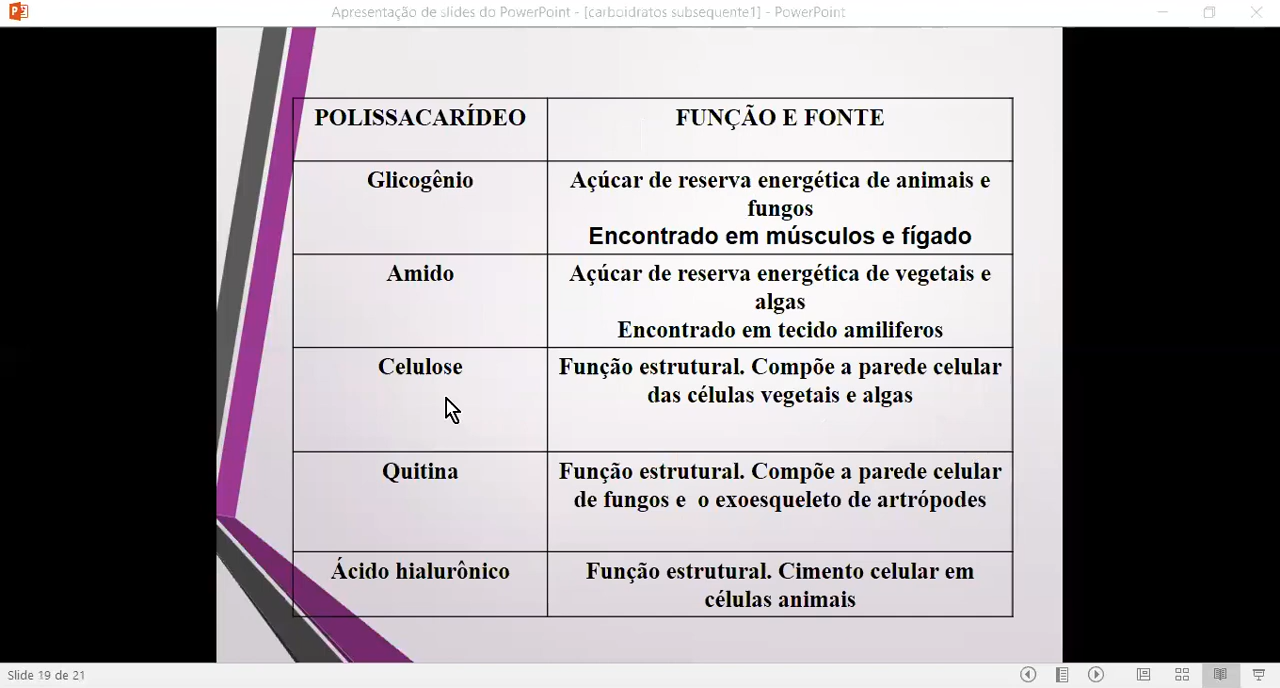 Apresentação de slides do PowerPoint - [carboidratos subsequente1] - PowerPoint
POLISSACARÍDEO
FUNÇÃO E FONTE
Glicogênio
Açúcar de reserva energética de animais e
fungos
Encontrado em músculos e fígado
Amido
Açúcar de reserva energética de vegetais e
algas
Encontrado em tecido amiliferos
Celulose
Função estrutural. Compõe a parede celular
das células vegetais e algas
Quitina
Função estrutural. Compõe a parede celular
de fungos e o exoesqueleto de artrópodes
Ácido hialurônico
Função estrutural. Cimento celular em
células animais
Slide 19 de 21